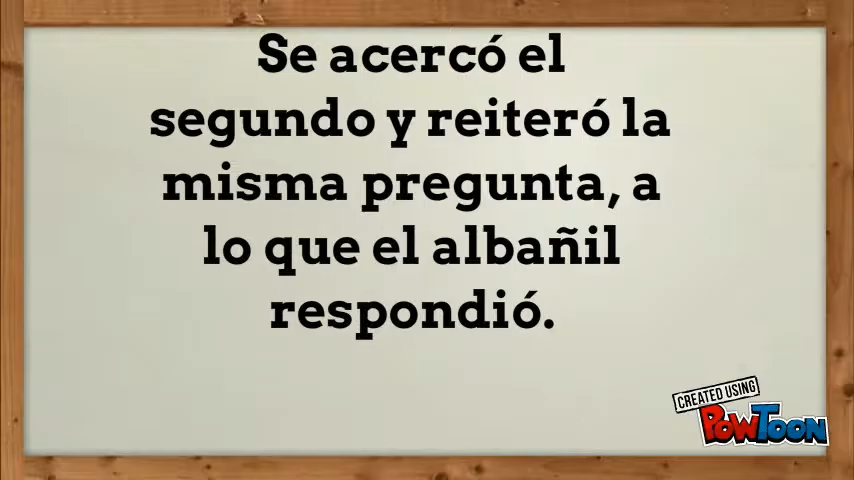 Se acercó el
segundo y reiteró la
misma pregunta, a
lo que el albañil
respondió.
CREATED USING
POWTOON